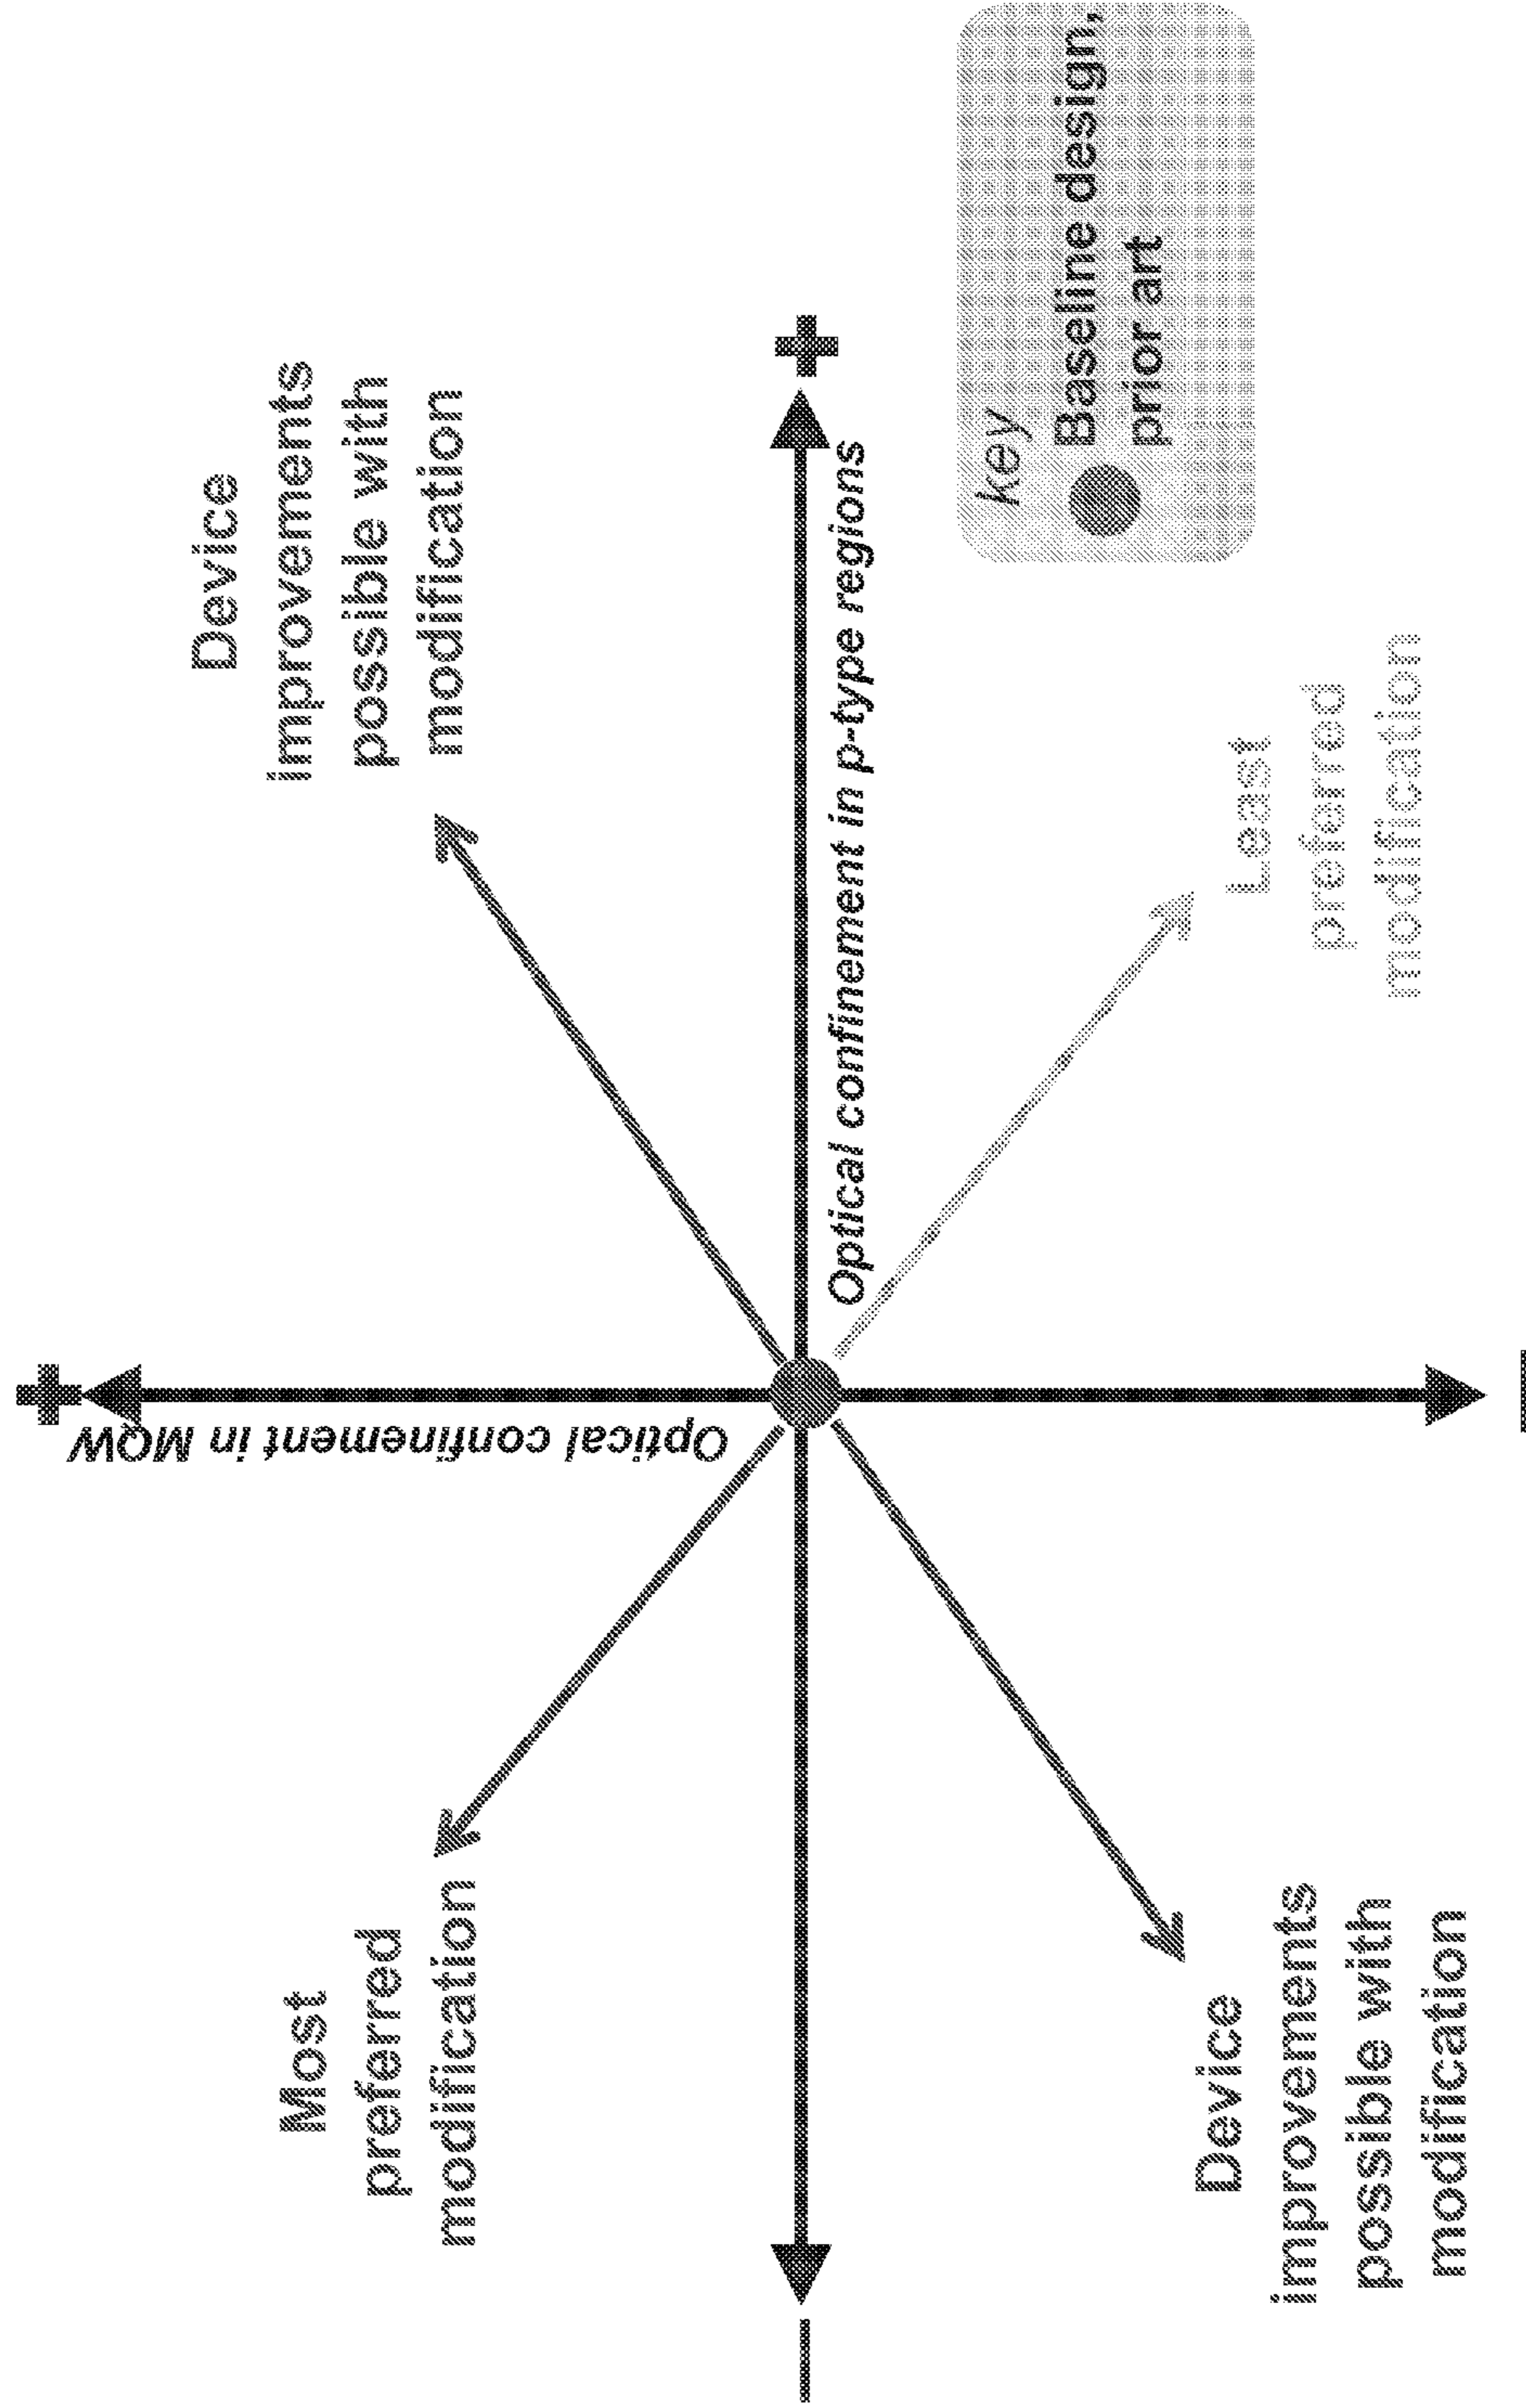 +
Optical confinement in MQW
Most
preferred
modification
Device
improvements
possible with
modification
—
Optical confinement in p-type regions
+
Device
improvements
possible with
modification
Least
preferred
modification
key
Baseline design,
prior art
—